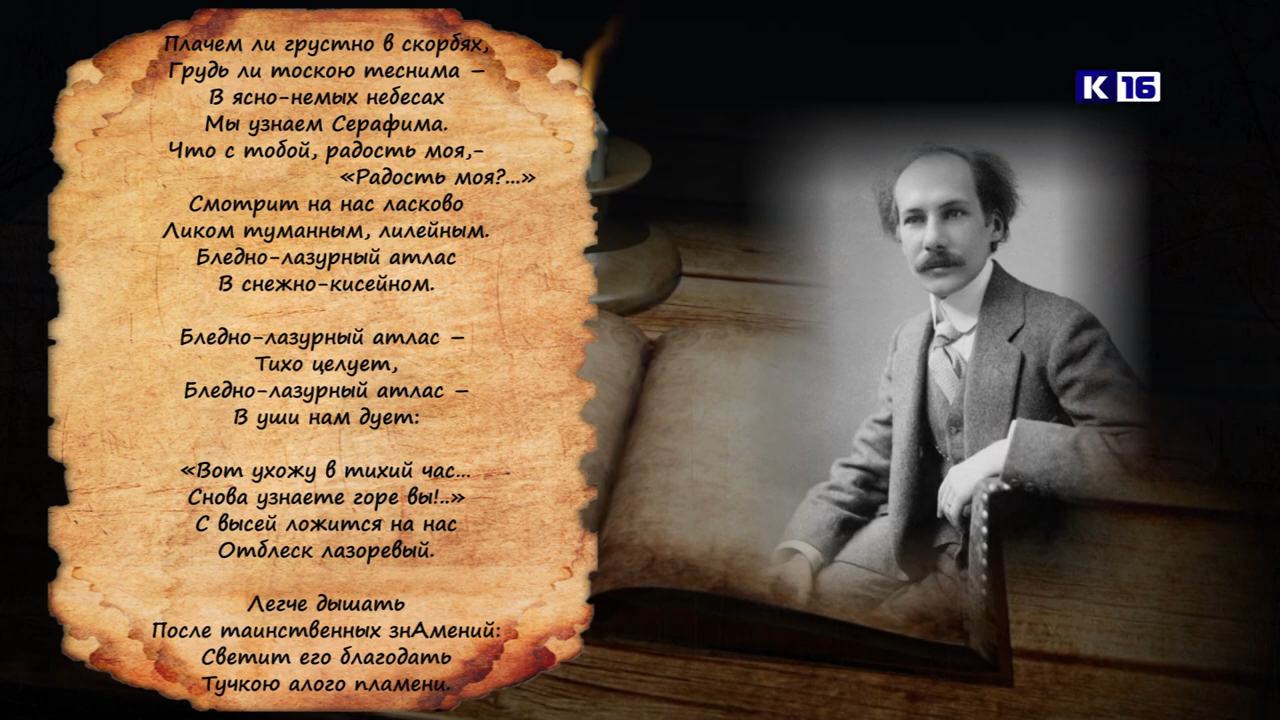 Плачем ли грустно в скорбях,
Грудь ли тоскою теснима –
В ясно-немых небесах
Мы узнаем Серафима.
Что с тобой, радость моя,-
«Радость моя?...»
Смотрит на нас ласково
Ликом туманным, лилейным.
Бледно-лазурный атлас
В снежно-кисейном.
Бледно-лазурный атлас –
Тихо целует,
Бледно-лазурный атлас –
В уши нам дует:
«Вот ухожу в тихий час...
Снова узнаете горе вы!..»
С высей ложится на нас
Отблеск лазоревый.
Легче дышать
После таинственных знАмений:
Светит его благодать
Тучкою алого пламени.
К 16